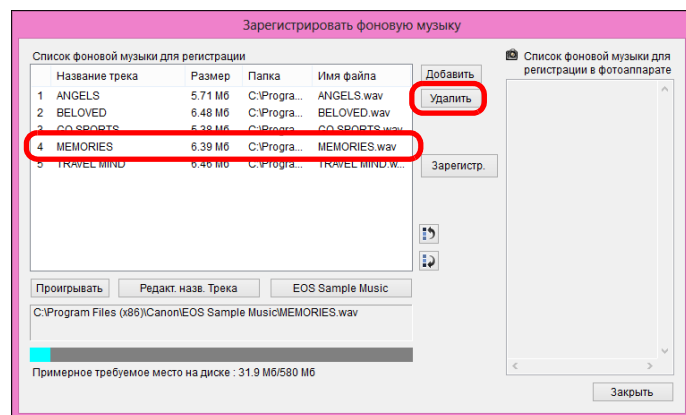 Зарегистрировать фоновую музыку
Список фоновой музыки для регистрации
Название трека Размер Папка Имя файла
1 ANGELS 5.71 Мб C:\Progra... ANGELS.wav
2 BELOVED 6.48 Мб C:\Progra... BELOVED.wav
3 GO SPORTS 5.38 Мб C:\Progra... GO SPORTS.wav
4 MEMORIES 6.39 Мб C:\Progra... MEMORIES.wav
5 TRAVEL MIND 6.46 Мб C:\Progra... TRAVEL MIND.w...
Добавить
Удалить
Зарегистр.
Проигрывать Редакт. назв. Трека EOS Sample Music
C:\Program Files (x86)\Canon\EOS Sample Music\MEMORIES.wav
Примерное требуемое место на диске : 31.9 Мб/580 Мб
Список фоновой музыки для
регистрации в фотоаппарате
Закрыть